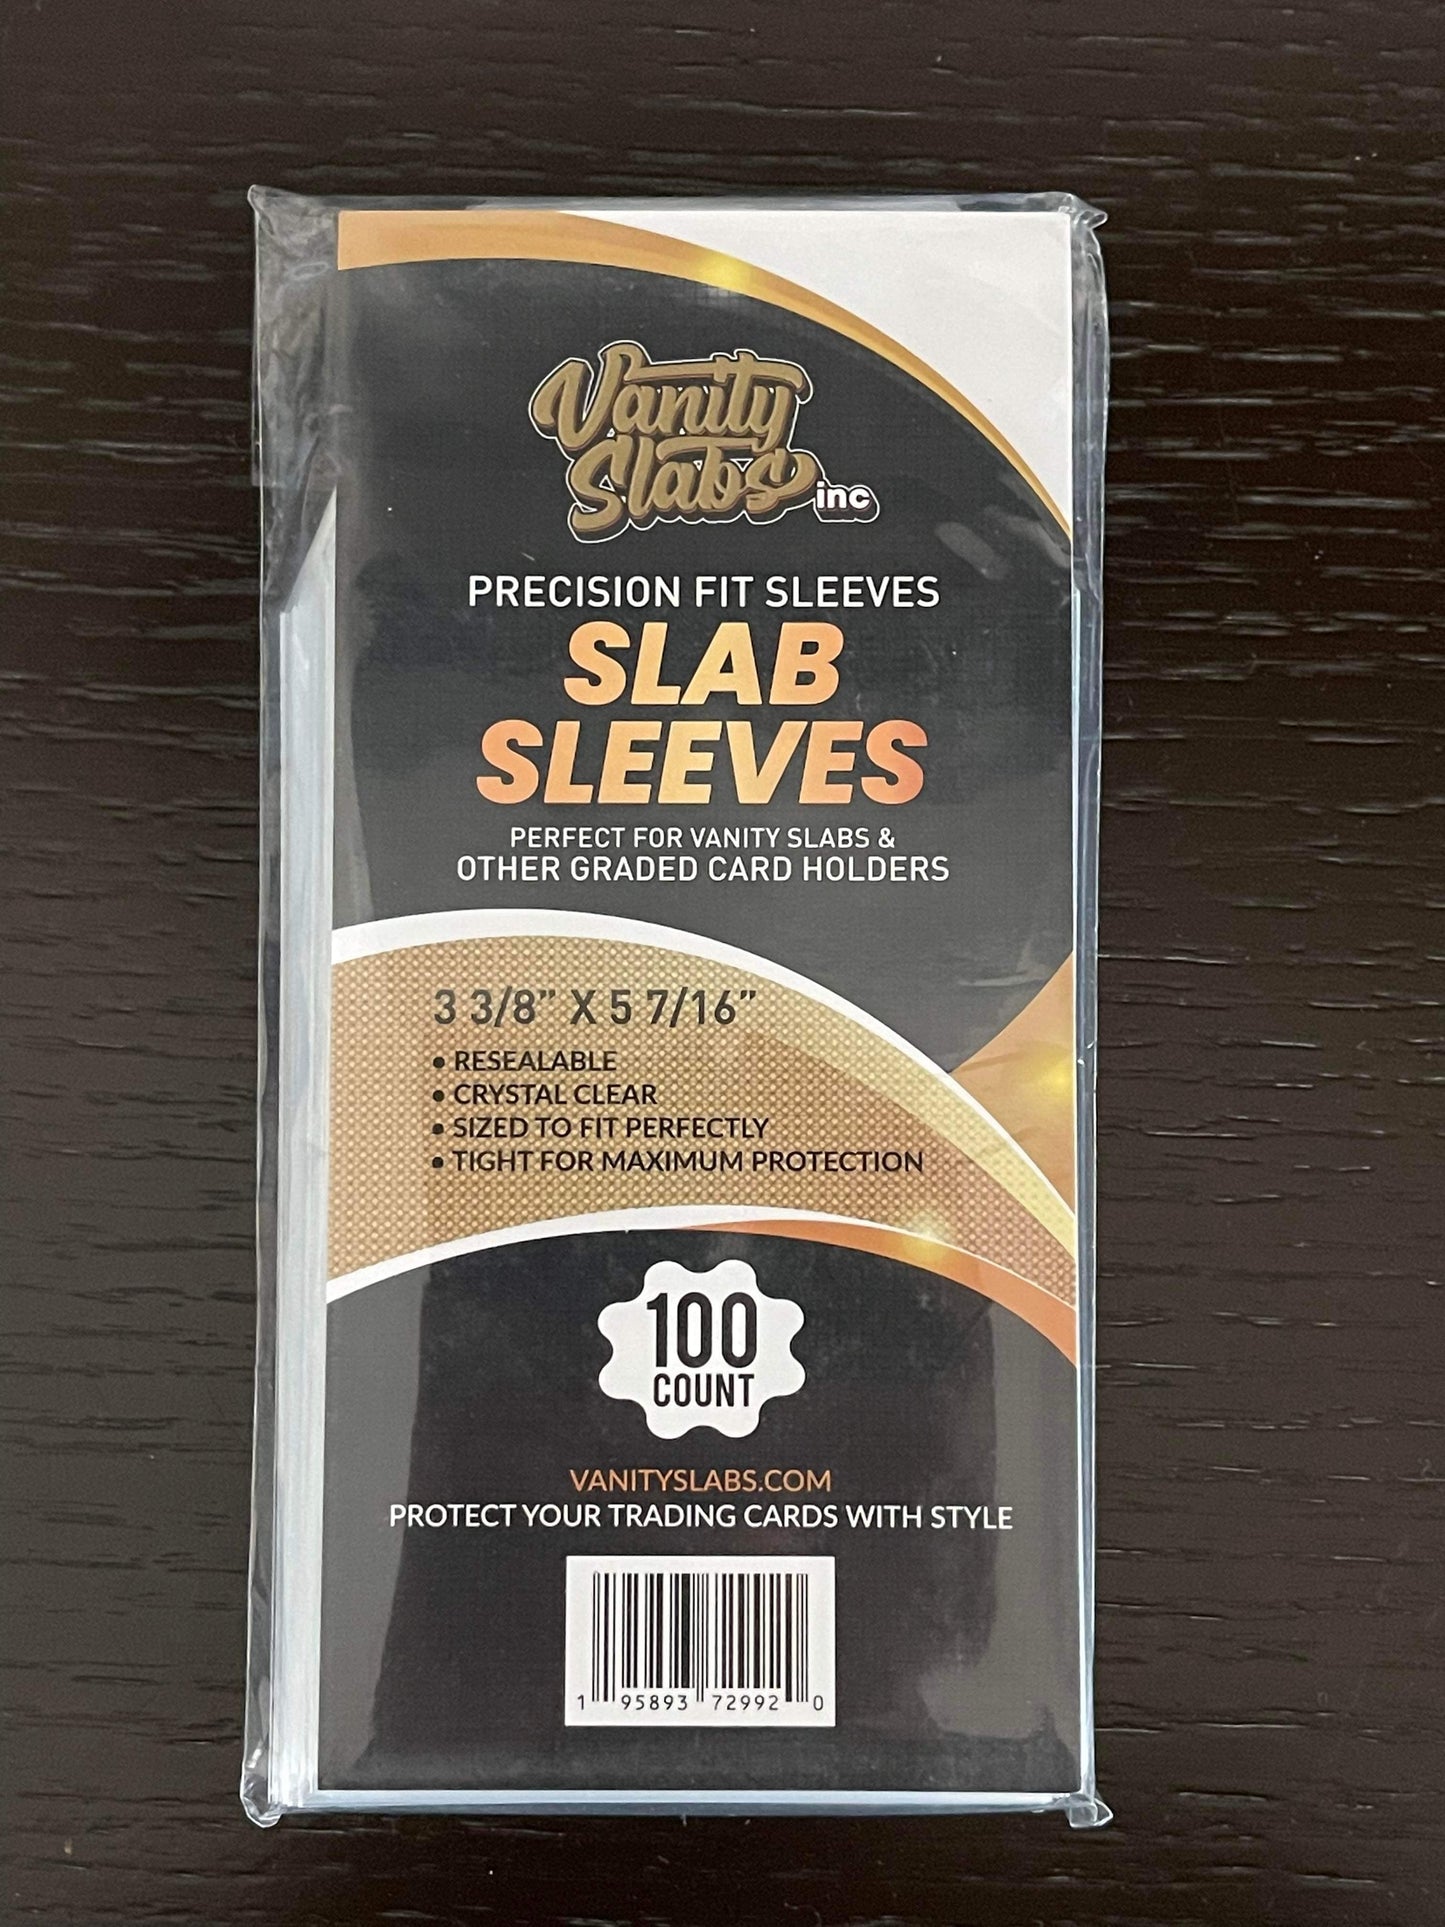 Vanity
Slabs inc
PRECISION FIT SLEEVES
SLAB
SLEEVES
PERFECT FOR VANITY SLABS &
OTHER GRADED CARD HOLDERS
3 3/8” X 5 7/16”
• RESEALABLE
• CRYSTAL CLEAR
• SIZED TO FIT PERFECTLY
• TIGHT FOR MAXIMUM PROTECTION
100
COUNT
VANITYSLABS.COM
PROTECT YOUR TRADING CARDS WITH STYLE
1 95893 72992 0